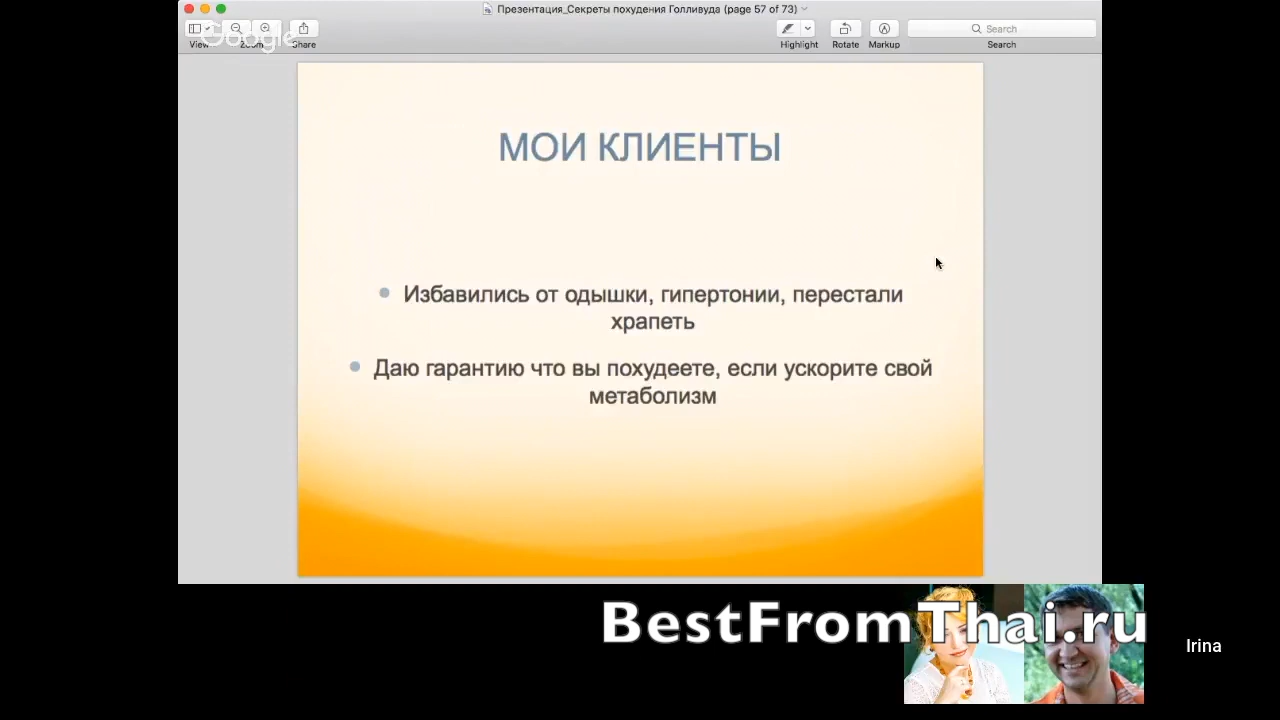 Презентация_Секреты похудения Голливуда (page 57 of 73)
Google
View Zoom Share Highlight Rotate Markup Search
Search
МОИ КЛИЕНТЫ
Избавились от одышки, гипертонии, перестали
храпеть
Даю гарантию что вы похудеете, если ускорите свой
метаболизм
BestFromThai.ru
Irina